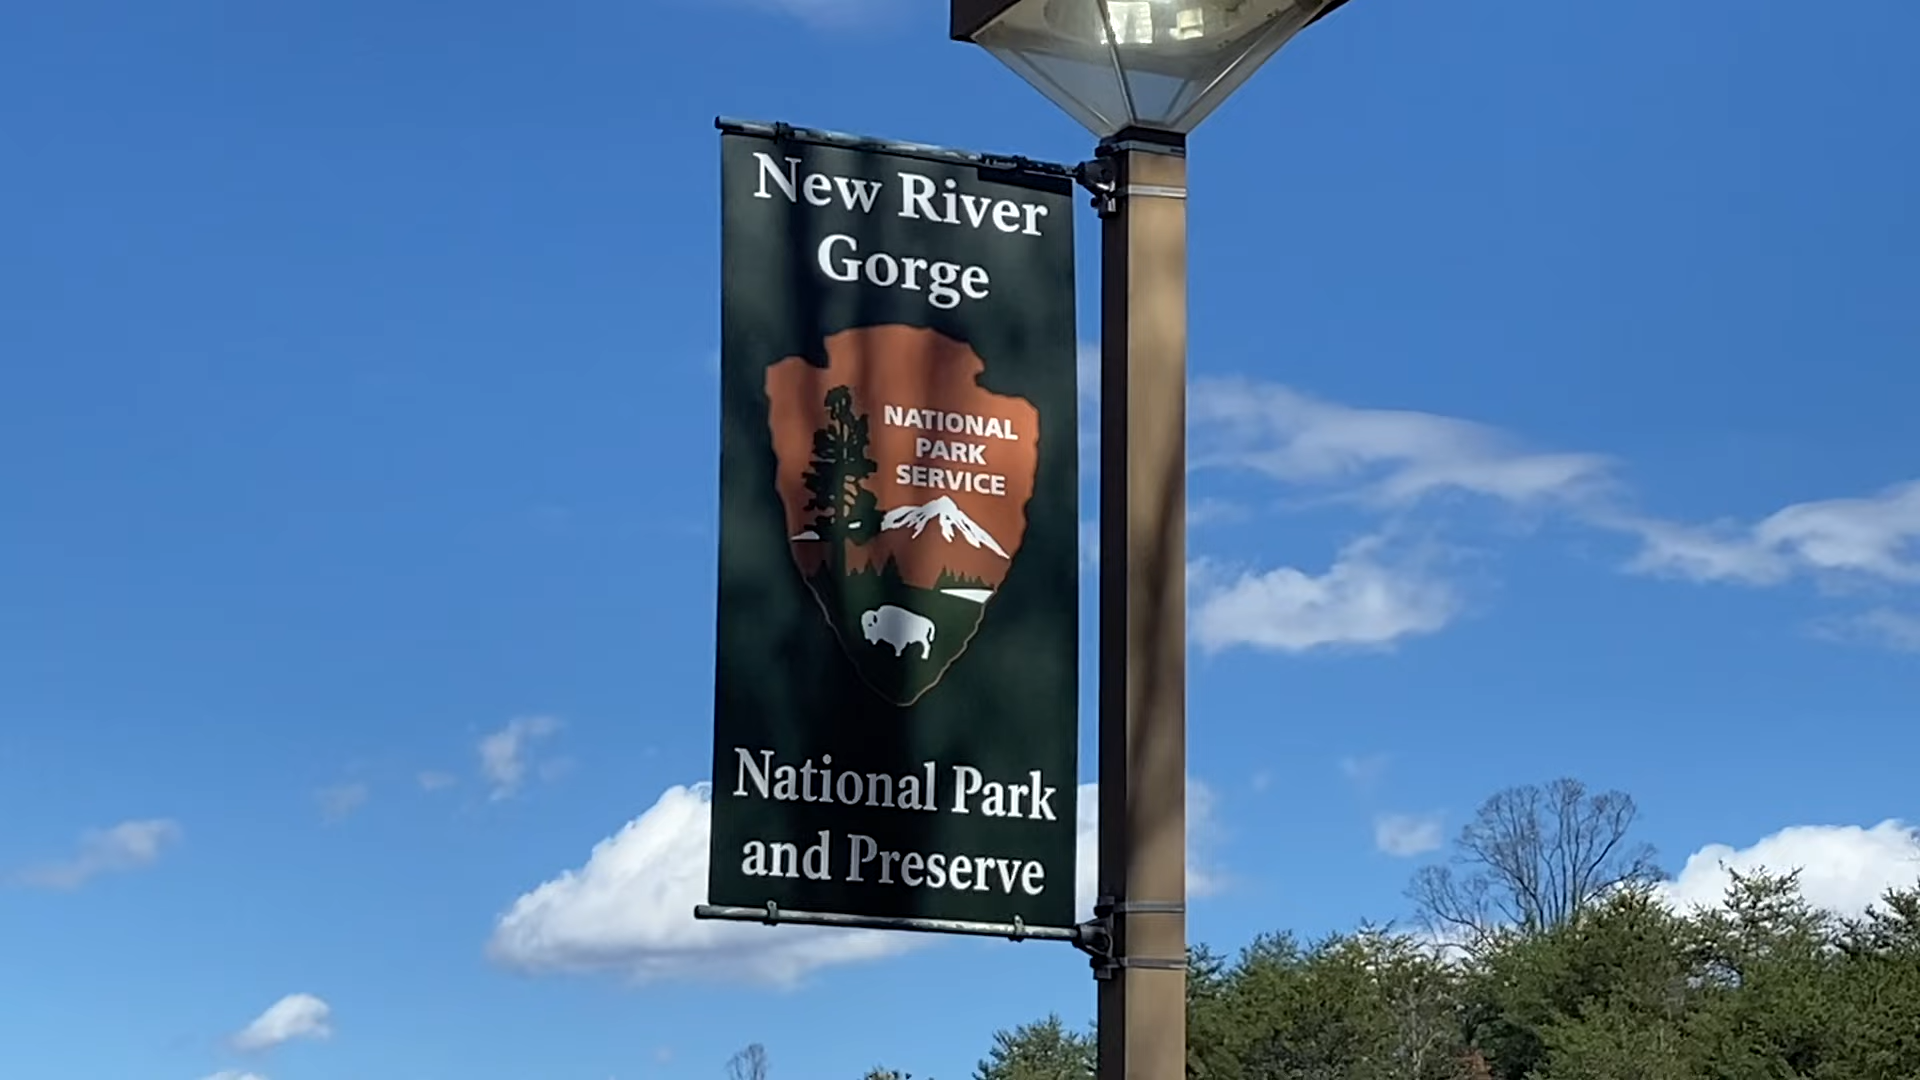 New River
Gorge
NATIONAL
PARK
SERVICE
National Park
and Preserve